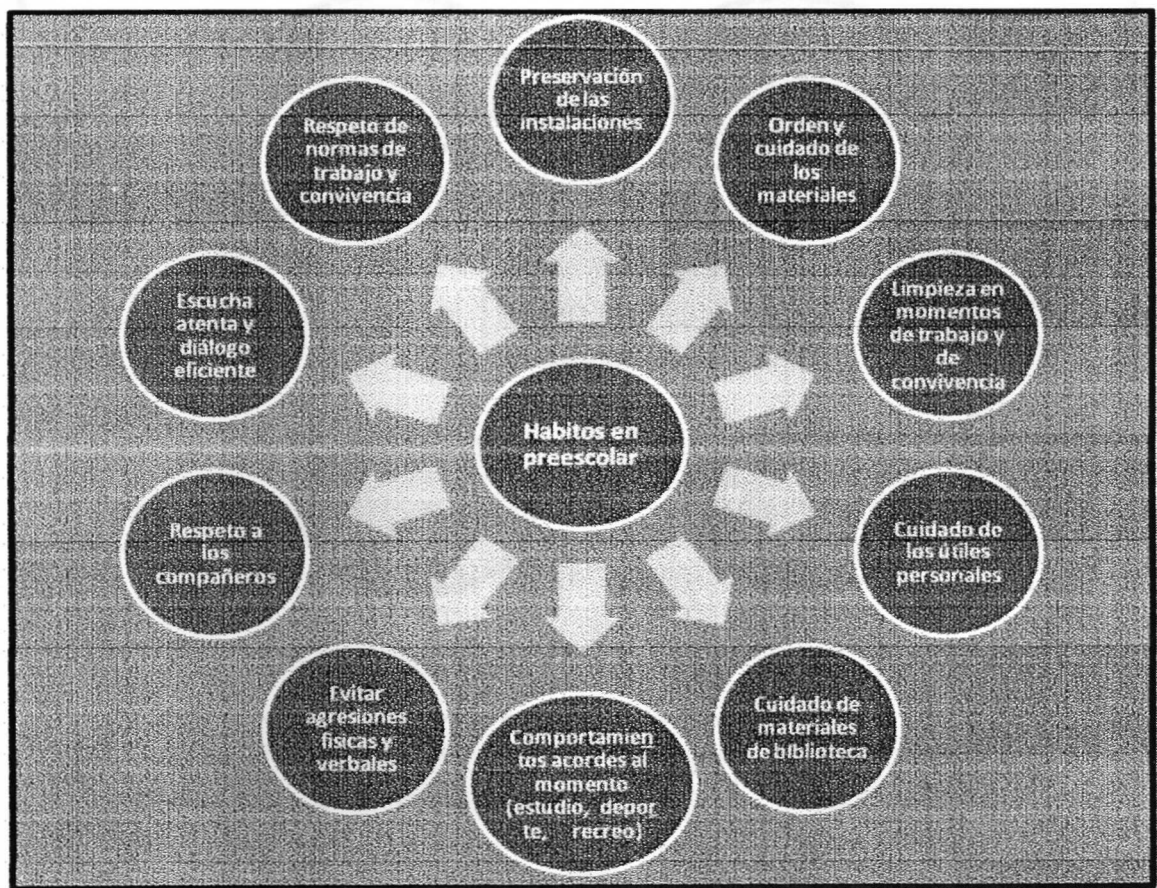 Preservación
de las
instalaciones
Orden y
cuidado de
los
materiales
Limpieza en
momentos
de trabajo y
de
convivencia
Cuidado de
los útiles
personales
Cuidado de
materiales
de biblioteca
Comportamien
tos acordes al
momento
(estudio, depor
te, recreo)
Evitar
agresiones
físicas y
verbales
Respeto a
los
compañeros
Escucha
atenta y
diálogo
eficiente
Respeto de
normas de
trabajo y
convivencia
Habitos en
preescolar